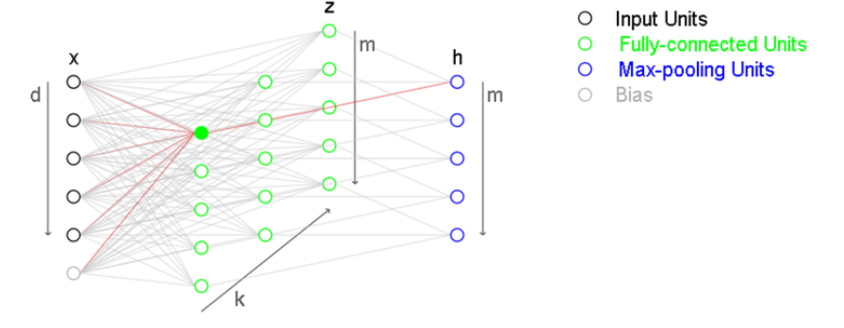 z
x
h
d
m
m
k
Input Units
Fully-connected Units
Max-pooling Units
Bias